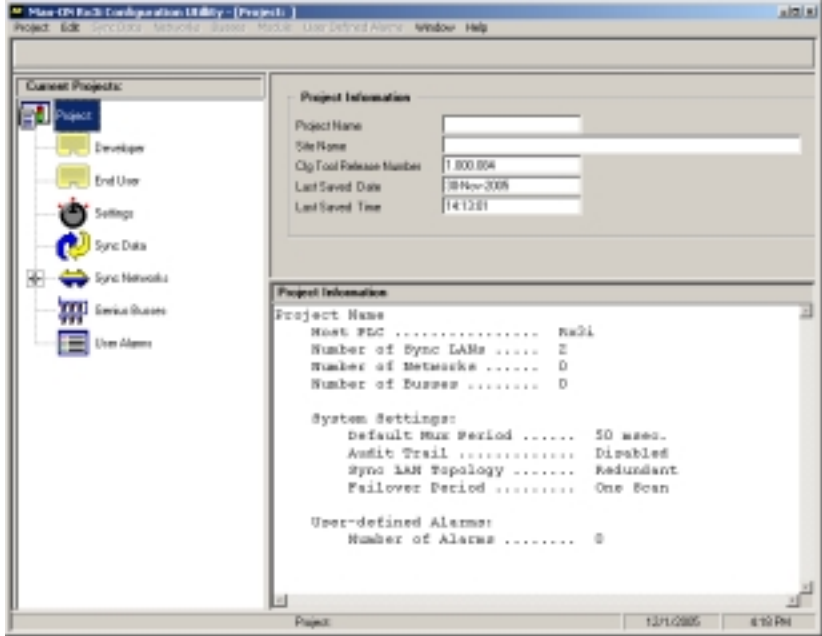 Max-ON Rx3i Configuration Utility - [Project: ]
Project Edit Sync Data Networks Busses Module User Defined Alarms Window Help
Current Projects:
Project
Developer
End User
Settings
Sync Data
Sync Networks
Genius Busses
User Alarms
Project Information
Project Name
Site Name
Cfg Tool Release Number 1.000.004
Last Saved Date 30-Nov-2005
Last Saved Time 14:13:01
Project Information
Project Name
Host PLC ................ Rx3i
Number of Sync LANs ..... 2
Number of Networks ...... 0
Number of Busses ........ 0
System Settings:
Default Mux Period ...... 50 msec.
Audit Trail ............. Disabled
Sync LAN Topology ....... Redundant
Failover Period ......... One Scan
User-defined Alarms:
Number of Alarms ........ 0
Project: 12/1/2005 4:18 PM